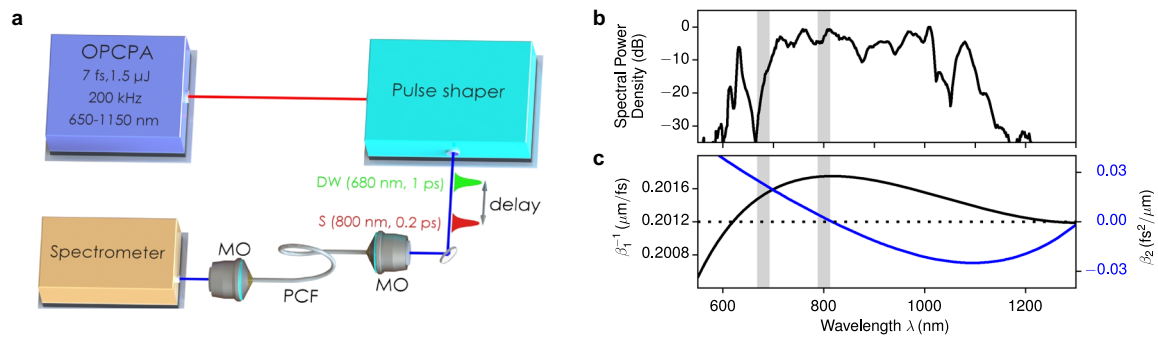 a
OPCPA
7 fs,1.5 µJ
200 kHz
650-1150 nm
Pulse shaper
DW (680 nm, 1 ps)
delay
S (800 nm, 0.2 ps)
Spectrometer
MO
PCF
MO
b
Spectral Power
Density (dB)
0
−10
−20
−30
c
β₁⁻¹ (µm/fs)
0.2016
0.2012
0.2008
0.03
0.00
−0.03
β₂ (fs²/µm)
600
800
1000
1200
Wavelength λ (nm)